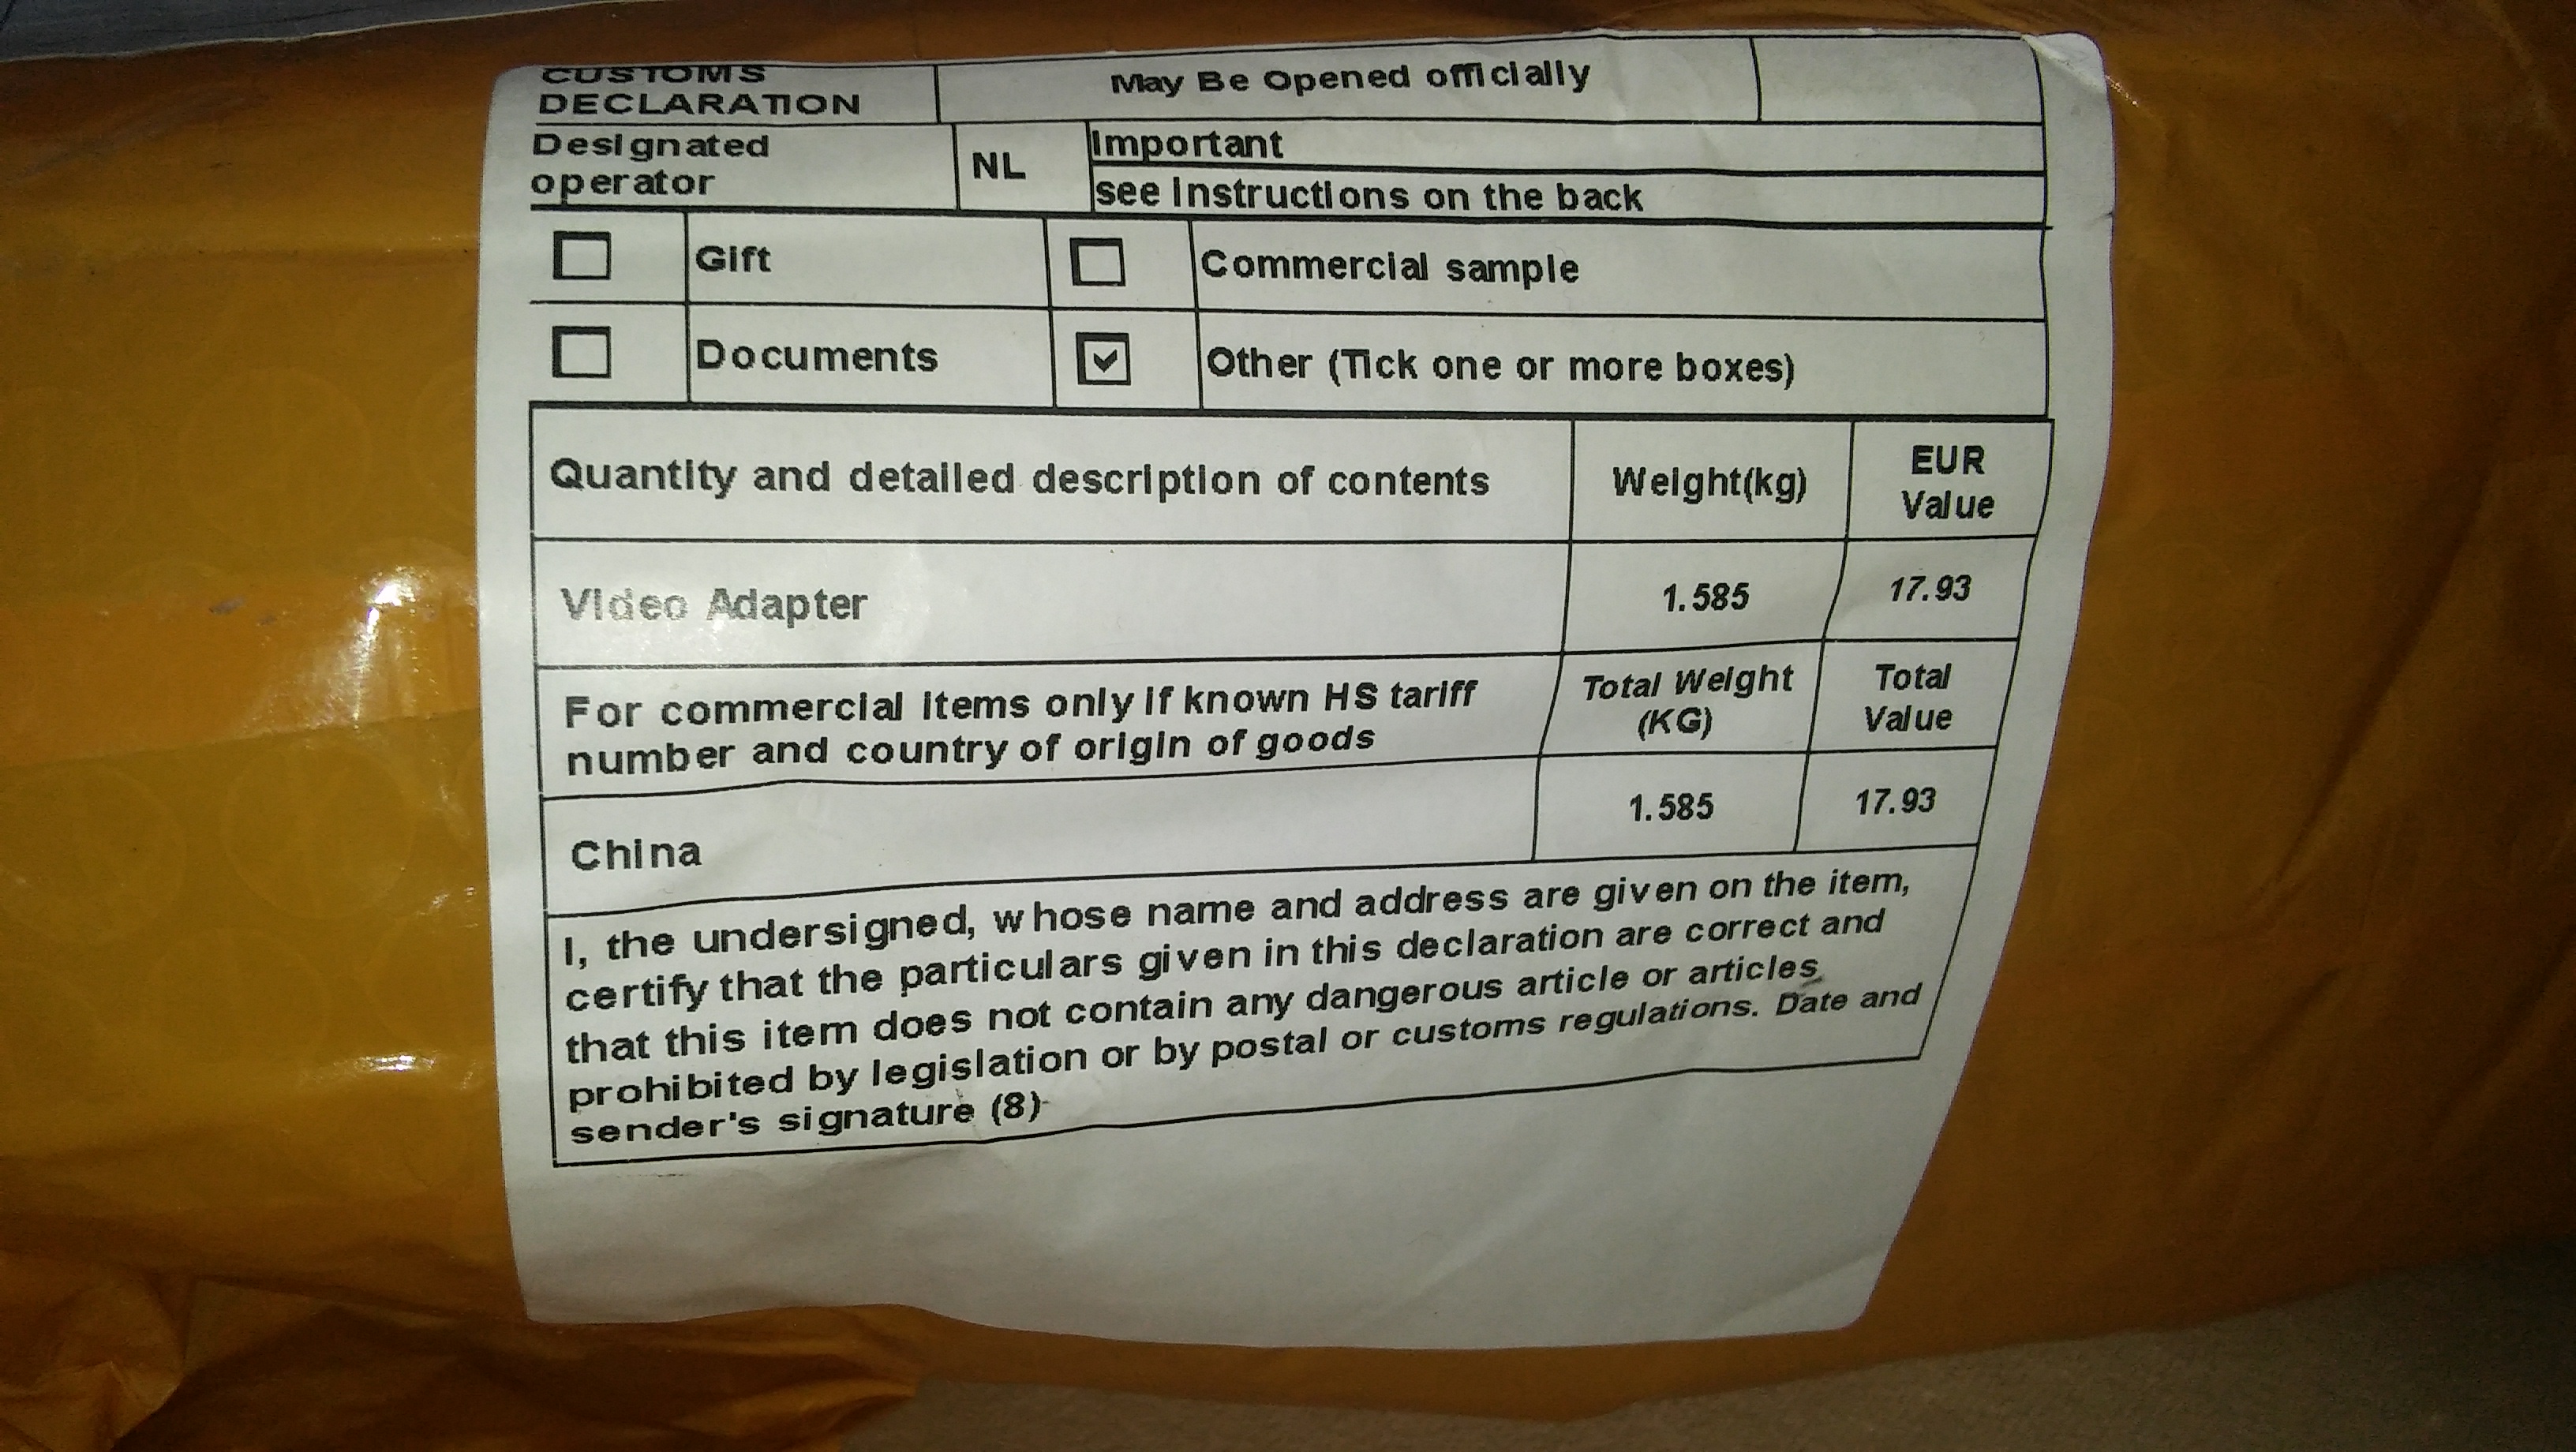 CUSTOMS
DECLARATION
May Be Opened officially
Designated
operator
NL
Important
see Instructions on the back
Gift
Commercial sample
Documents
Other (Tick one or more boxes)
Quantity and detailed description of contents
Weight(kg)
EUR
Value
Video Adapter
1.585
17.93
For commercial items only if known HS tariff
number and country of origin of goods
Total Weight
(KG)
Total
Value
China
1.585
17.93
I, the undersigned, whose name and address are given on the item,
certify that the particulars given in this declaration are correct and
that this item does not contain any dangerous article or articles
prohibited by legislation or by postal or customs regulations. Date and
sender's signature (8)